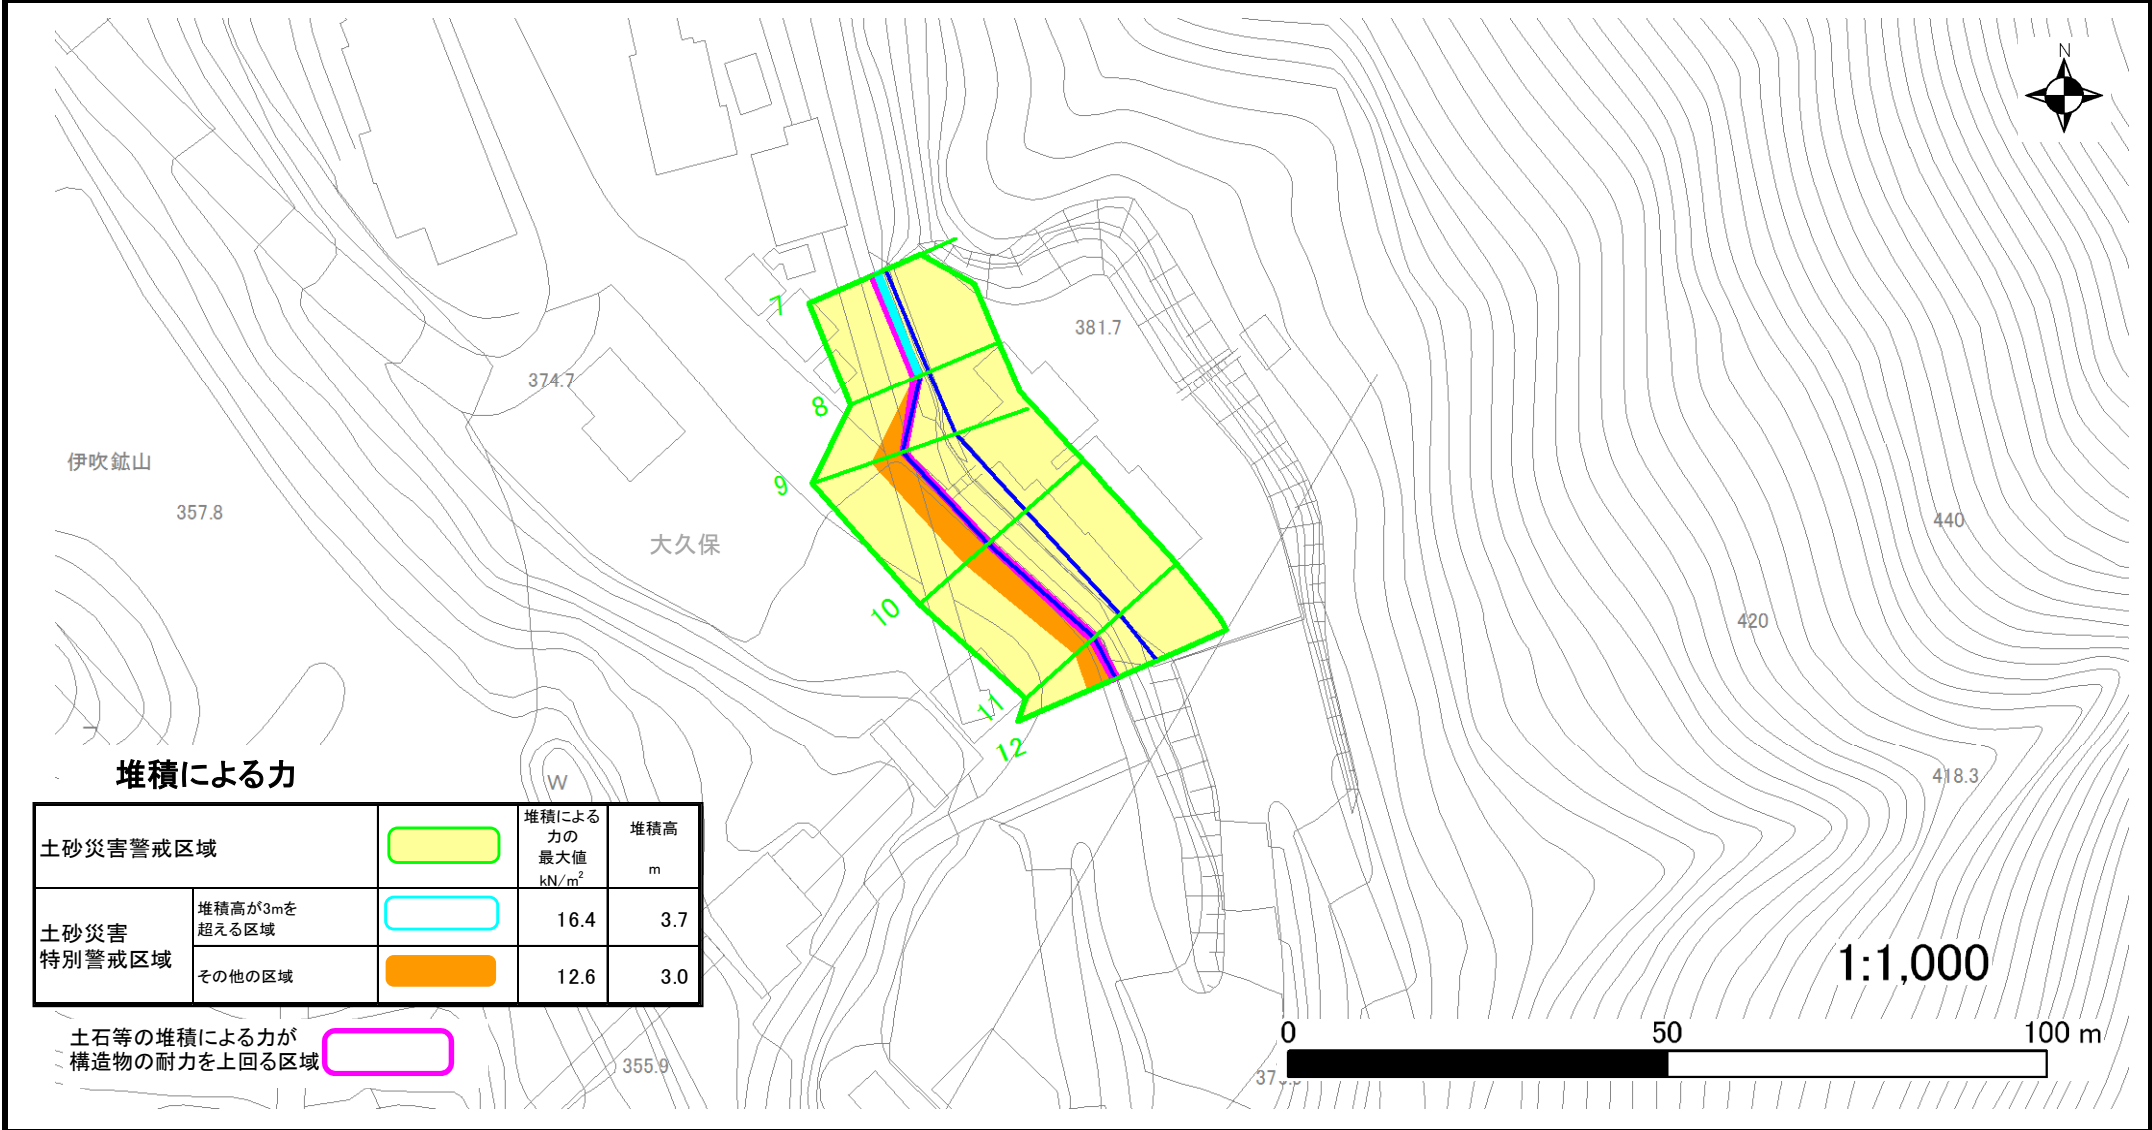 N
7
381.7
374.7
8
伊吹鉱山
9
357.8
440
大久保
10
420
11
12
418.3
堆積による力
W
堆積による
力の
最大値
kN/m²
堆積高
m
土砂災害警戒区域
土砂災害
特別警戒区域
堆積高が3mを
超える区域
16.4
3.7
その他の区域
12.6
3.0
1:1,000
土石等の堆積による力が
構造物の耐力を上回る区域
0
50
100 m
355.9